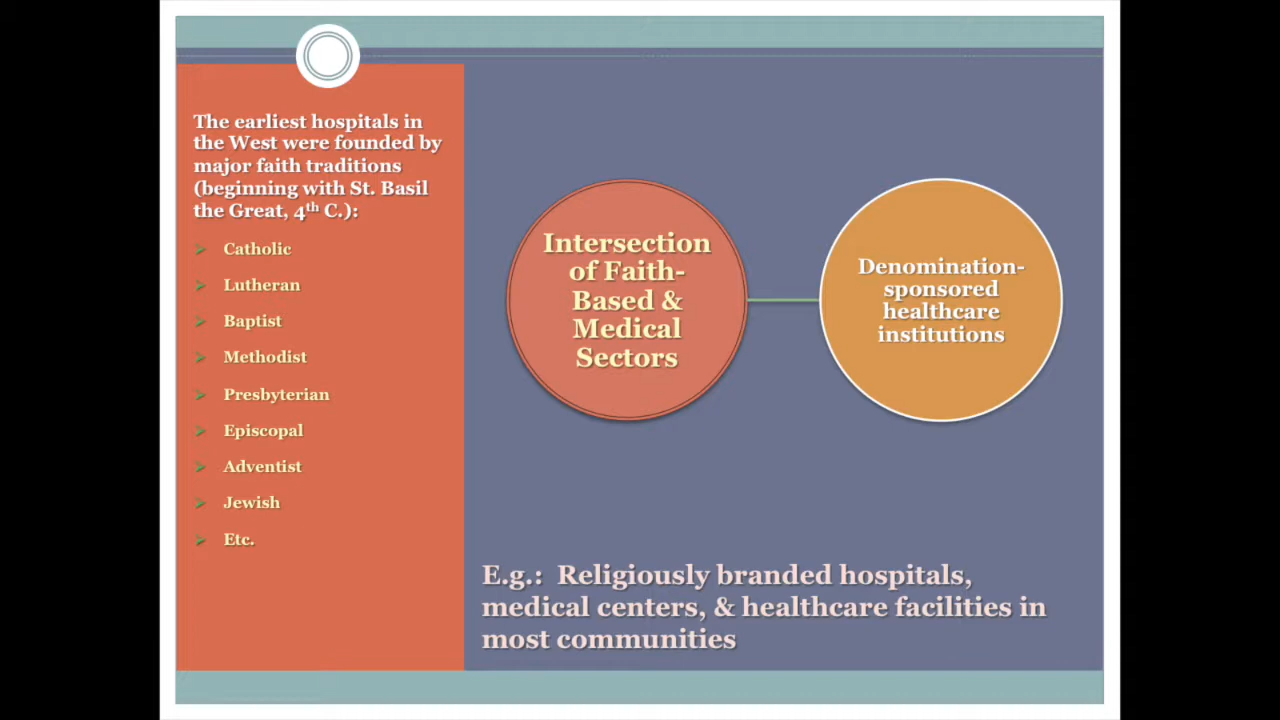 The earliest hospitals in
the West were founded by
major faith traditions
(beginning with St. Basil
the Great, 4th C.):
Catholic
Lutheran
Baptist
Methodist
Presbyterian
Episcopal
Adventist
Jewish
Etc.
Intersection
of Faith-
Based &
Medical
Sectors
Denomination-
sponsored
healthcare
institutions
E.g.:  Religiously branded hospitals,
medical centers, & healthcare facilities in
most communities